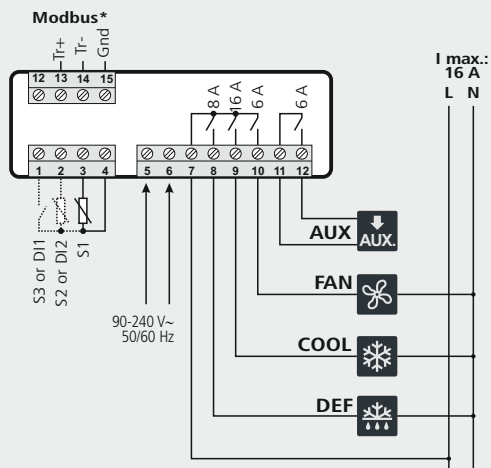 Modbus*
Tr+
Tr-
Gnd
12 13 14 15
8 A
16 A
6 A
6 A
I max.:
16 A
L N
1 2 3 4 5 6 7 8 9 10 11 12
S3 or DI1
S2 or DI2
S1
90-240 V~
50/60 Hz
AUX
AUX.
FAN
COOL
DEF